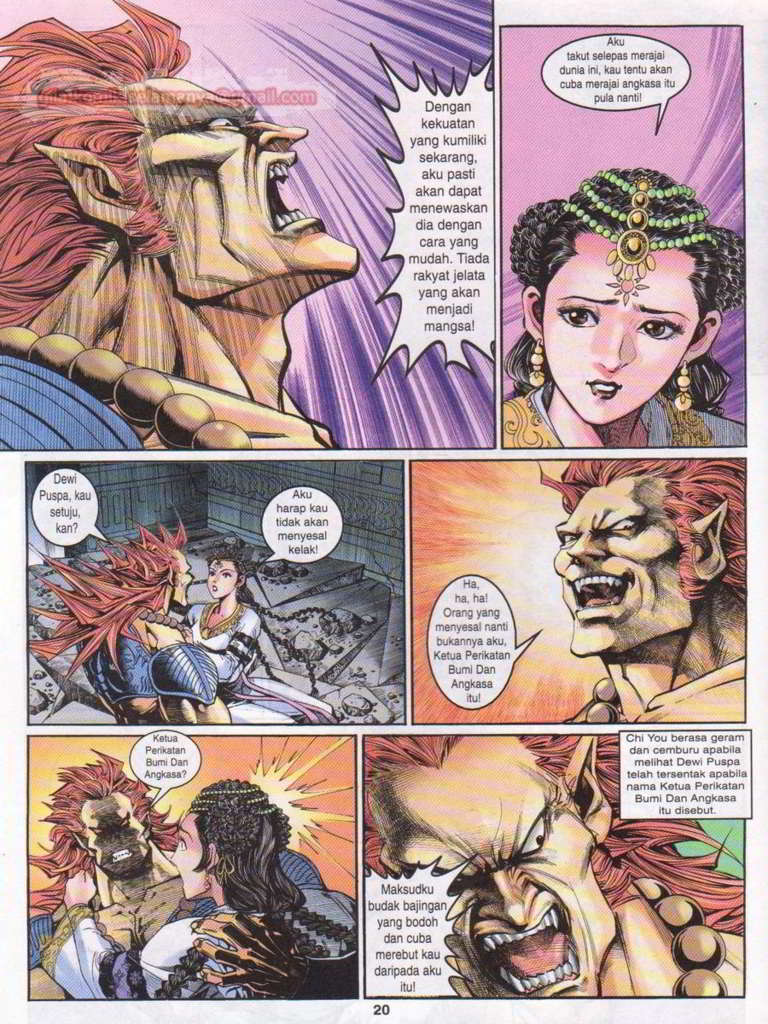 Dengan
kekuatan
yang kumiliki
sekarang,
aku pasti
akan dapat
menewaskan
dia dengan
cara yang
mudah. Tiada
rakyat jelata
yang akan
menjadi
mangsa!
Aku
takut selepas merajai
dunia ini, kau tentu akan
cuba merajai angkasa itu
pula nanti!
Dewi
Puspa, kau
setuju,
kan?
Aku
harap kau
tidak akan
menyesal
kelak!
Ha,
ha, ha!
Orang yang
menyesal nanti
bukannya aku,
Ketua Perikatan
Bumi Dan
Angkasa
itu!
Ketua
Perikatan
Bumi Dan
Angkasa?
Chi You berasa geram
dan cemburu apabila
melihat Dewi Puspa
telah tersentak apabila
nama Ketua Perikatan
Bumi Dan Angkasa
itu disebut.
Maksudku
budak bajingan
yang bodoh
dan cuba
merebut kau
daripada aku
itu!
20